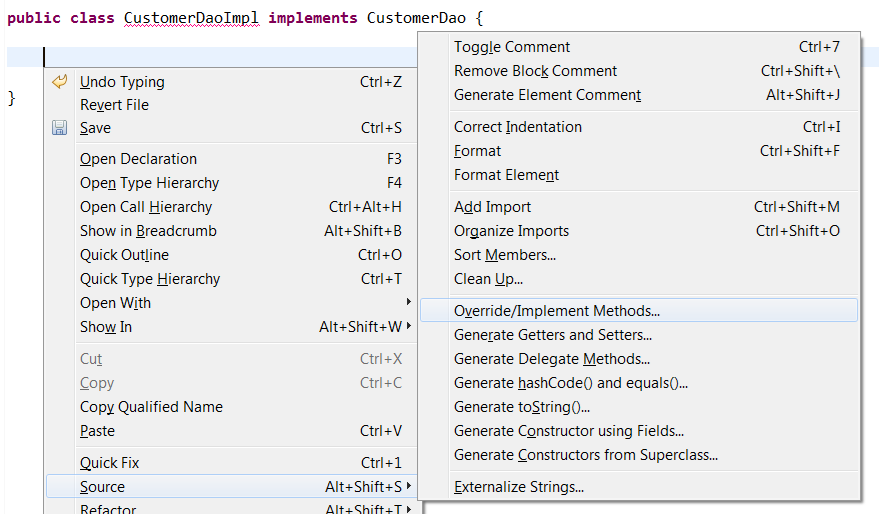 public class CustomerDaoImpl implements CustomerDao {
}
Undo Typing Ctrl+Z
Revert File
Save Ctrl+S
Open Declaration F3
Open Type Hierarchy F4
Open Call Hierarchy Ctrl+Alt+H
Show in Breadcrumb Alt+Shift+B
Quick Outline Ctrl+O
Quick Type Hierarchy Ctrl+T
Open With
Show In Alt+Shift+W
Cut Ctrl+X
Copy Ctrl+C
Copy Qualified Name
Paste Ctrl+V
Quick Fix Ctrl+1
Source Alt+Shift+S
Refactor Alt+Shift+T
Toggle Comment Ctrl+7
Remove Block Comment Ctrl+Shift+\
Generate Element Comment Alt+Shift+J
Correct Indentation Ctrl+I
Format Ctrl+Shift+F
Format Element
Add Import Ctrl+Shift+M
Organize Imports Ctrl+Shift+O
Sort Members...
Clean Up...
Override/Implement Methods...
Generate Getters and Setters...
Generate Delegate Methods...
Generate hashCode() and equals()...
Generate toString()...
Generate Constructor using Fields...
Generate Constructors from Superclass...
Externalize Strings...